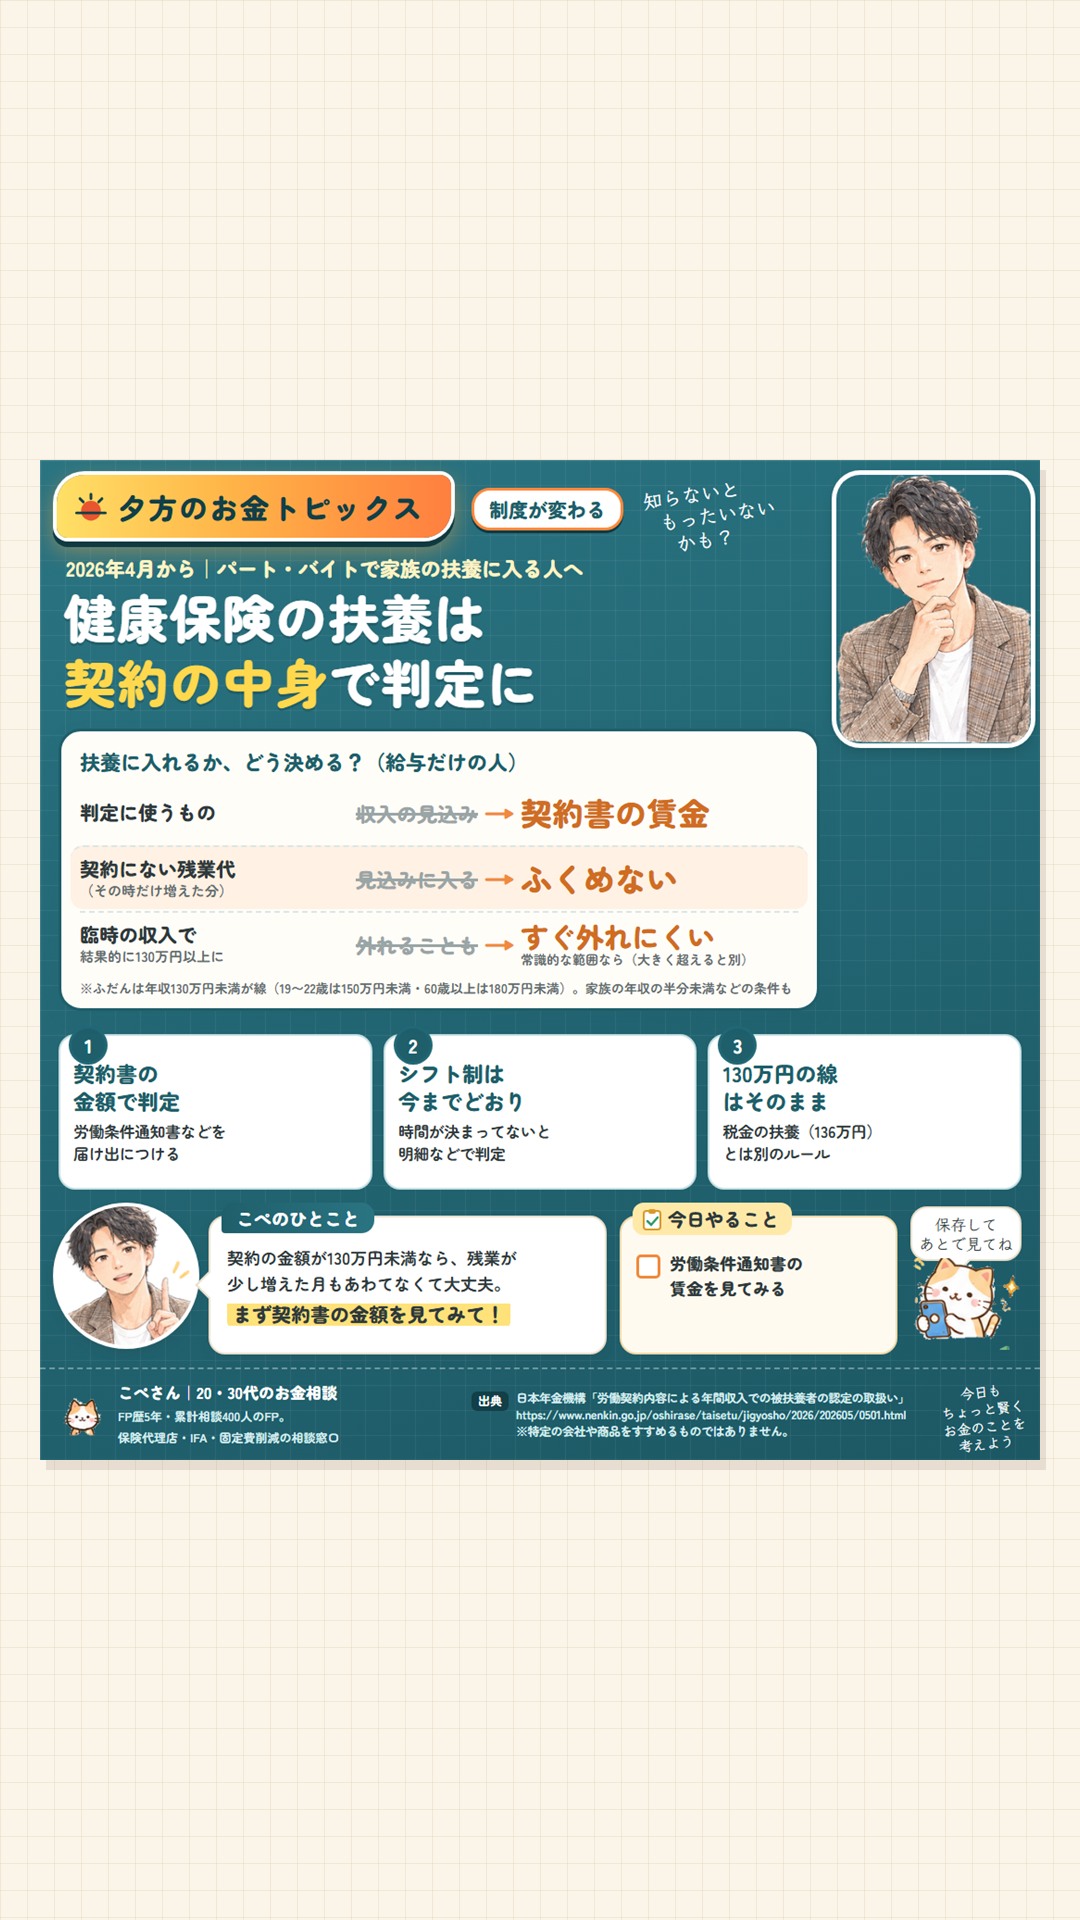 夕方のお金トピックス
制度が変わる
知らないと
もったいない
かも？
2026年4月から｜パート・バイトで家族の扶養に入る人へ
健康保険の扶養は
契約の中身で判定に
扶養に入れるか、どう決める？（給与だけの人）
判定に使うもの 収入の見込み → 契約書の賃金
契約にない残業代 見込みに入る → ふくめない
（その時だけ増えた分）
臨時の収入で 外れることも → すぐ外れにくい
結果的に130万円以上に 常識的な範囲なら（大きく超えると別）
※ふだんは年収130万円未満が線（19〜22歳は150万円未満・60歳以上は180万円未満）。家族の年収の半分未満などの条件も
1
契約書の
金額で判定
労働条件通知書などを
届け出につける
2
シフト制は
今までどおり
時間が決まってないと
明細などで判定
3
130万円の線
はそのまま
税金の扶養（136万円）
とは別のルール
こぺのひとこと
契約の金額が130万円未満なら、残業が
少し増えた月もあわてなくて大丈夫。
まず契約書の金額を見てみて！
今日やること
労働条件通知書の
賃金を見てみる
保存して
あとで見てね
こぺさん｜20・30代のお金相談
FP歴5年・累計相談400人のFP。
保険代理店・IFA・固定費削減の相談窓口
出典
日本年金機構「労働契約内容による年間収入での被扶養者の認定の取扱い」
https://www.nenkin.go.jp/oshirase/taisetu/jigyosho/2026/202605/0501.html
※特定の会社や商品をすすめるものではありません。
今日も
ちょっと賢く
お金のことを
考えよう